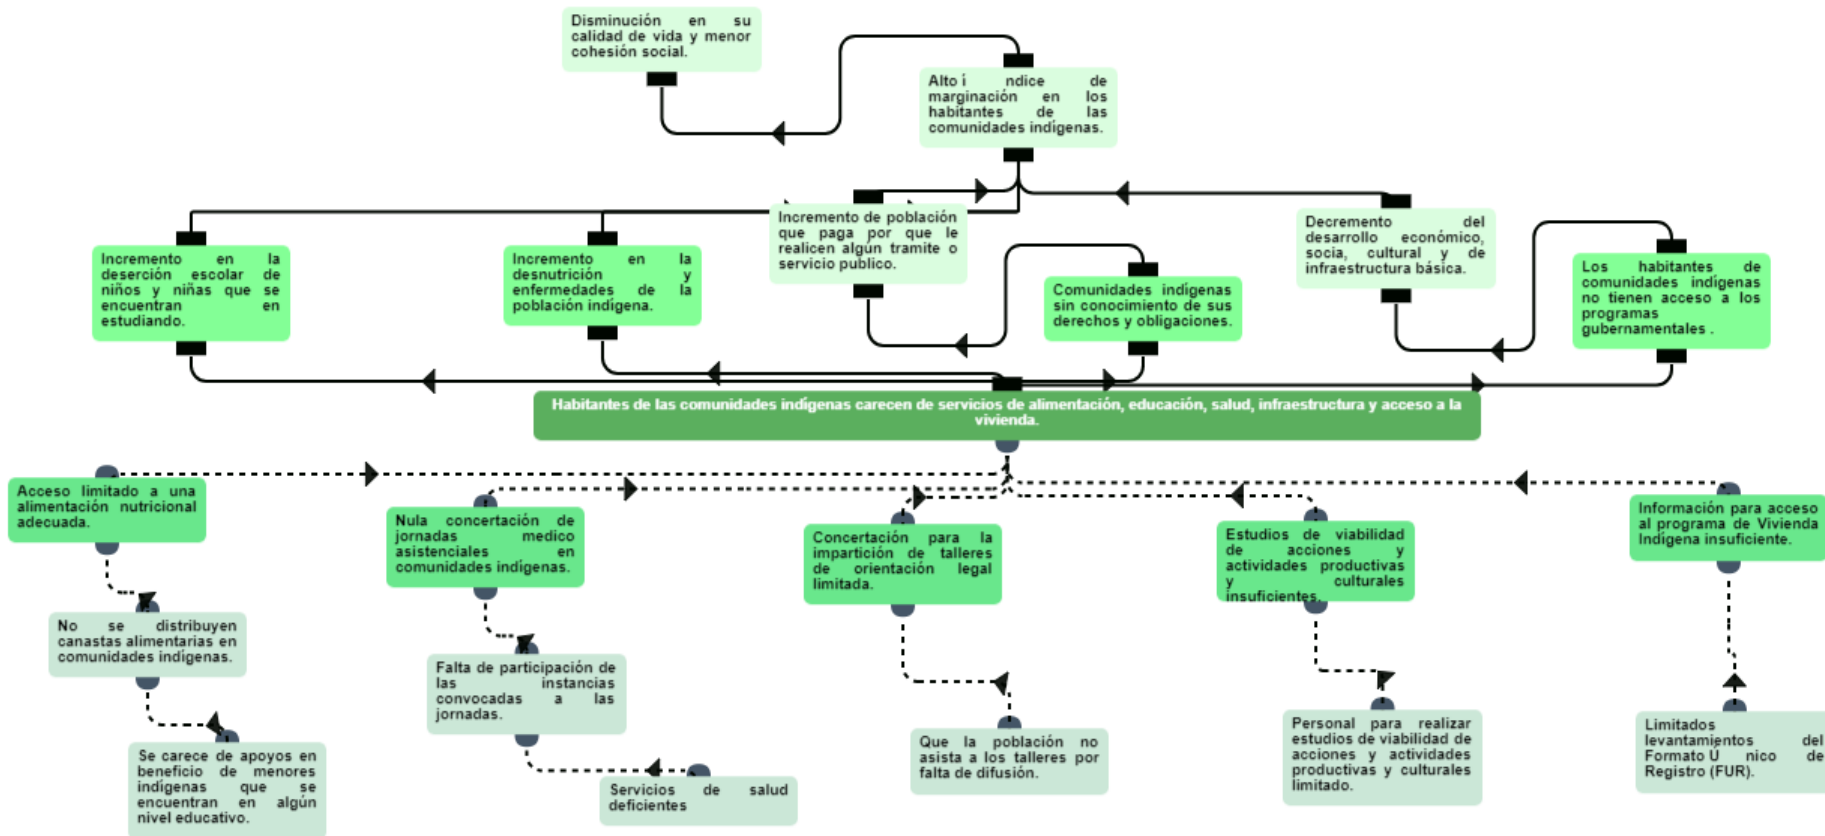 Disminución en su
calidad de vida y menor
cohesión social.
Alto í ndice de
marginación en los
habitantes de las
comunidades indígenas.
Incremento de población
que paga por que le
realicen algún tramite o
servicio publico.
Decremento del
desarrollo económico,
socia, cultural y de
infraestructura básica.
Incremento en la
deserción escolar de
niños y niñas que se
encuentran en
estudiando.
Incremento en la
desnutrición y
enfermedades de la
población indígena.
Comunidades indígenas
sin conocimiento de sus
derechos y obligaciones.
Los habitantes de
comunidades indígenas
no tienen acceso a los
programas
gubernamentales .
Habitantes de las comunidades indígenas carecen de servicios de alimentación, educación, salud, infraestructura y acceso a la
vivienda.
Acceso limitado a una
alimentación nutricional
adecuada.
Nula concertación de
jornadas medico
asistenciales en
comunidades indígenas.
Concertación para la
impartición de talleres
de orientación legal
limitada.
Estudios de viabilidad
de acciones y
actividades productivas
y culturales
insuficientes.
Información para acceso
al programa de Vivienda
Indígena insuficiente.
No se distribuyen
canastas alimentarias en
comunidades indígenas.
Falta de participación de
las instancias
convocadas a las
jornadas.
Que la población no
asista a los talleres por
falta de difusión.
Personal para realizar
estudios de viabilidad de
acciones y actividades
productivas y culturales
limitado.
Limitados
levantamientos del
Formato Ú nico de
Registro (FUR).
Se carece de apoyos en
beneficio de menores
indígenas que se
encuentran en algún
nivel educativo.
Servicios de salud
deficientes